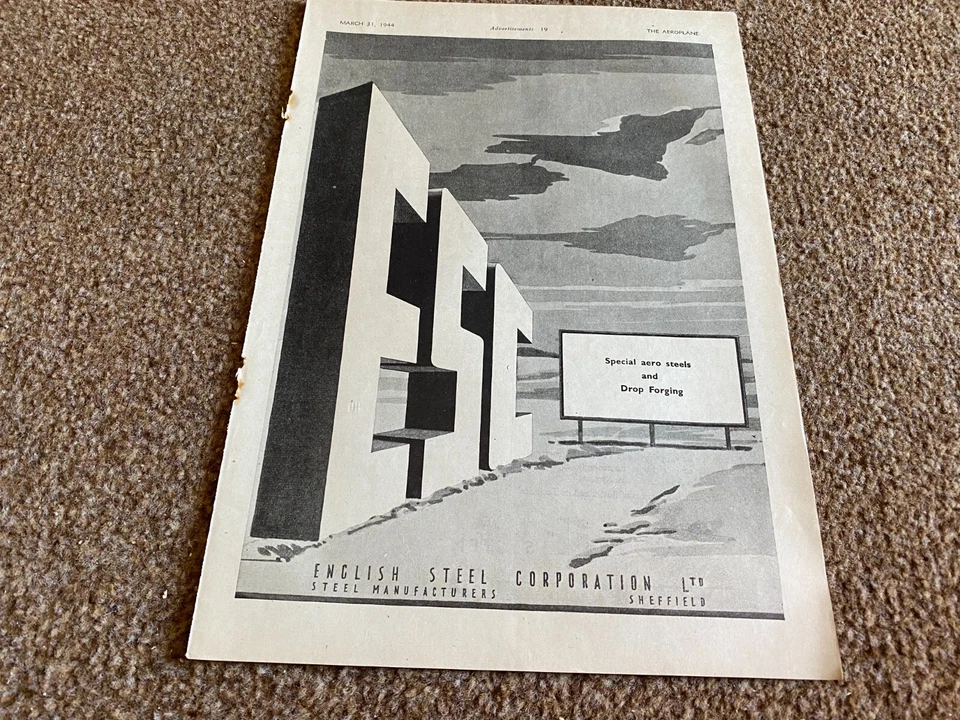 MARCH 31, 1944
Advertisements 19
THE AEROPLANE
ESC
Special aero steels
and
Drop Forging
ENGLISH STEEL CORPORATION LTD
STEEL MANUFACTURERS
SHEFFIELD